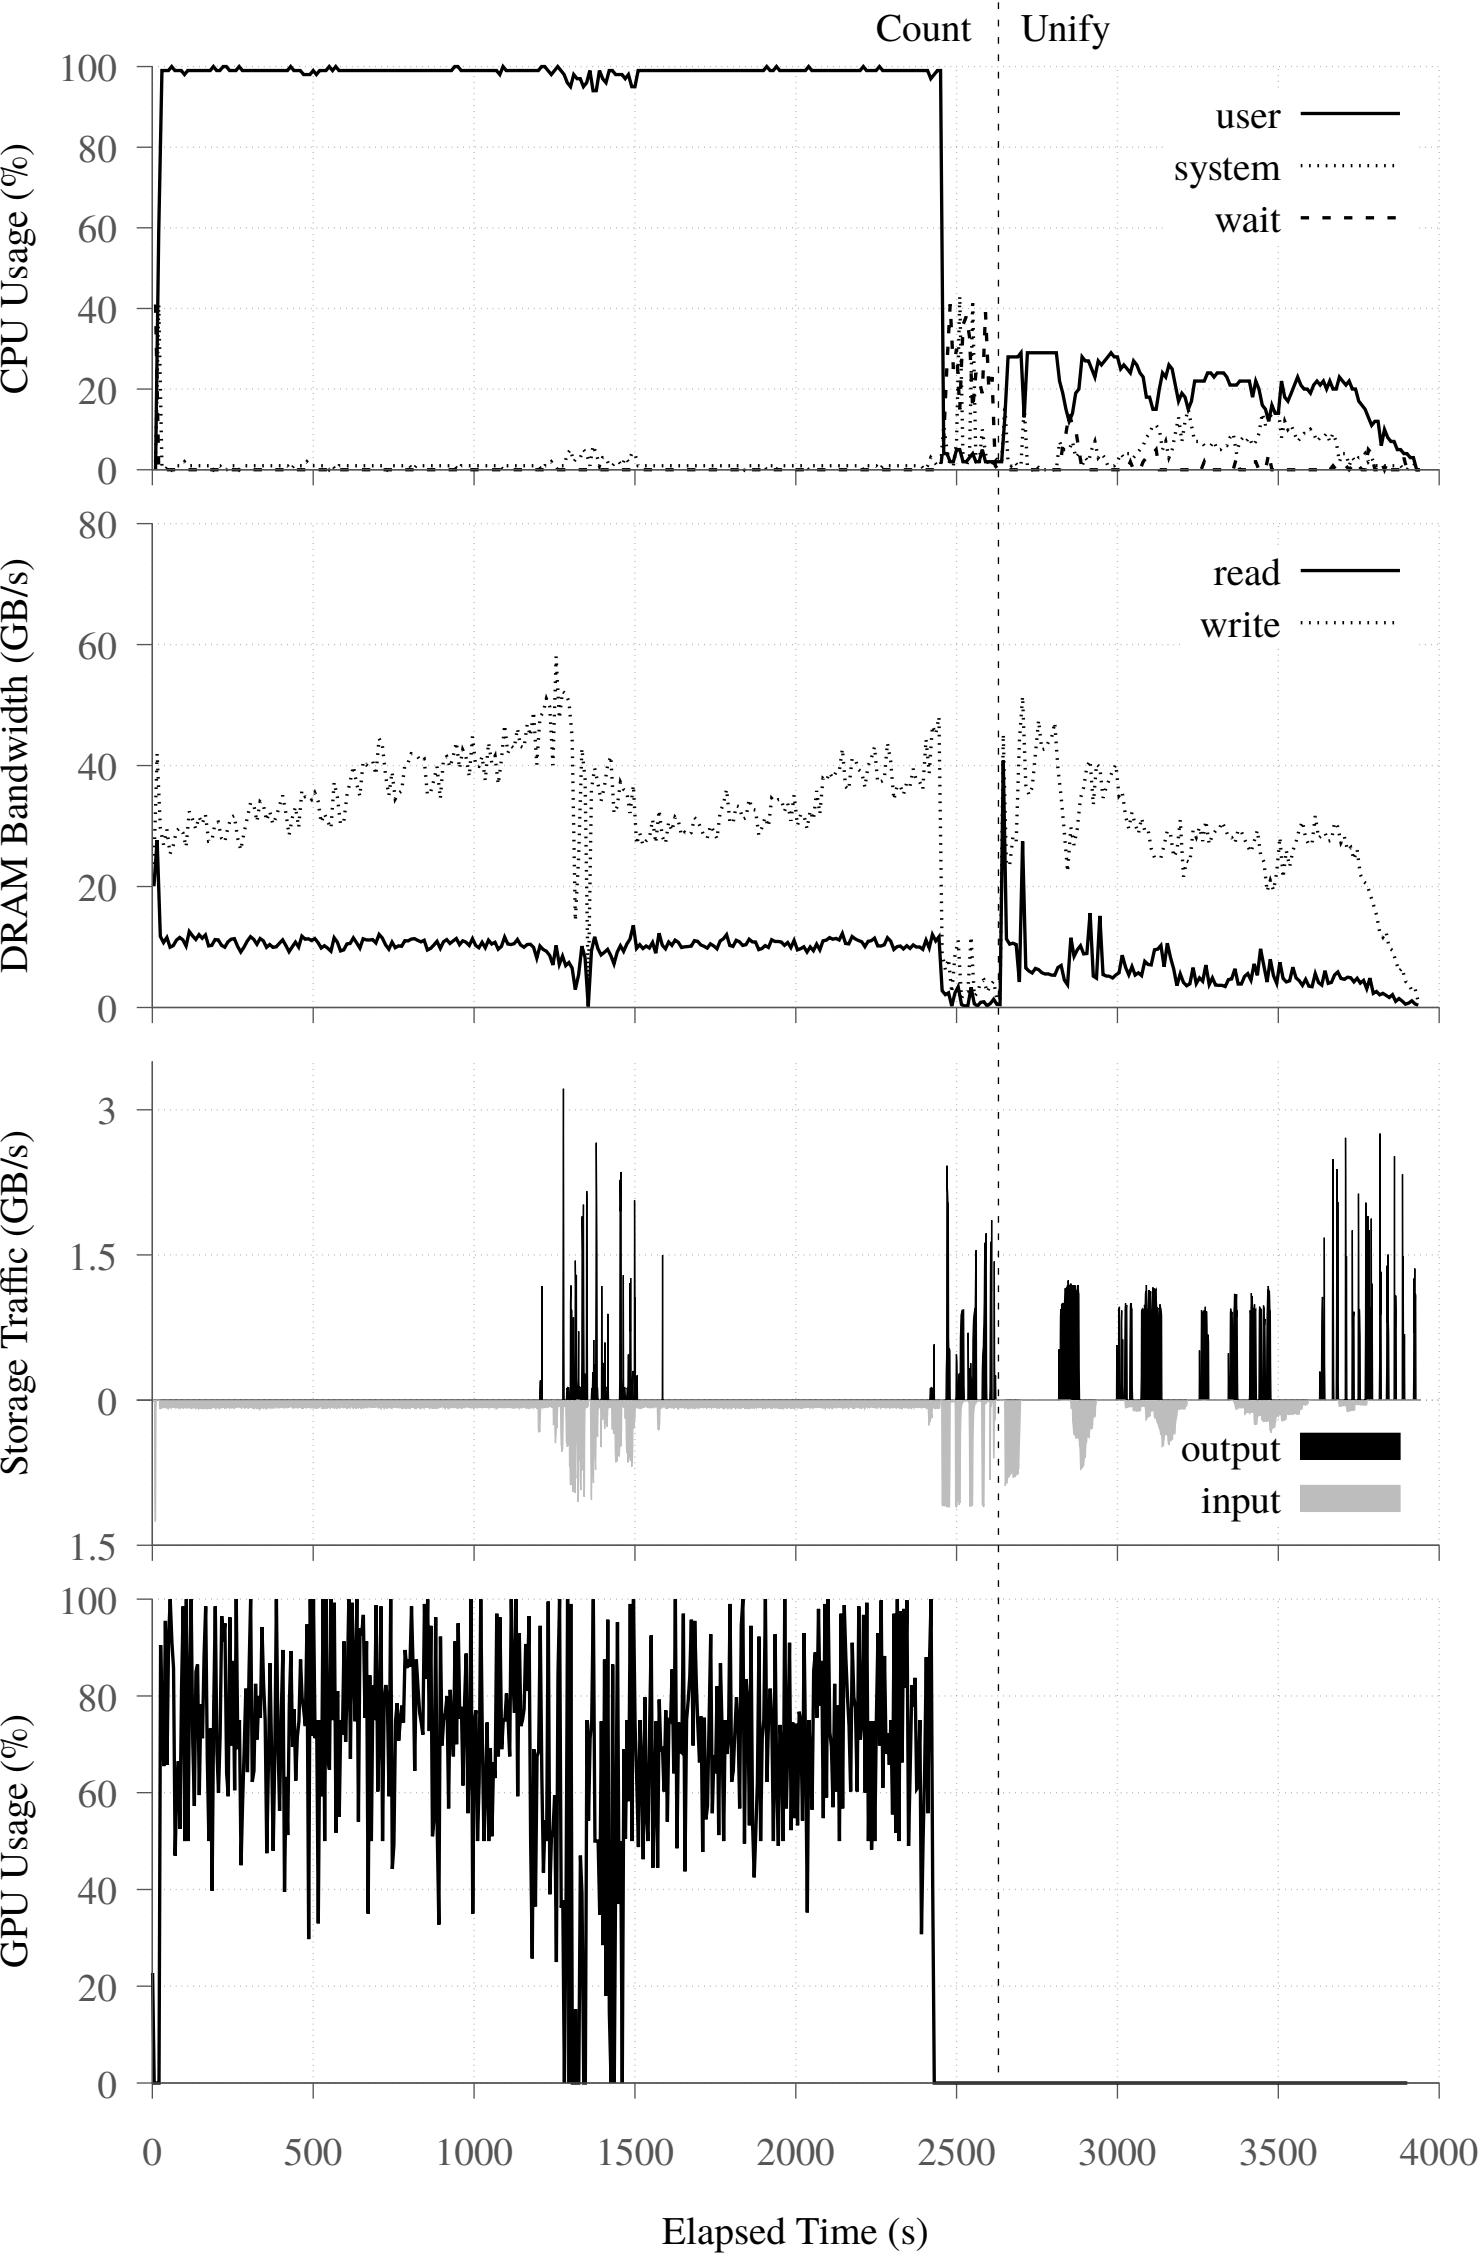 Count Unify
CPU Usage (%)
100
80
60
40
20
0
user
system
wait
DRAM Bandwidth (GB/s)
80
60
40
20
0
read
write
Storage Traffic (GB/s)
3
1.5
0
1.5
output
input
GPU Usage (%)
100
80
60
40
20
0
0 500 1000 1500 2000 2500 3000 3500 4000
Elapsed Time (s)